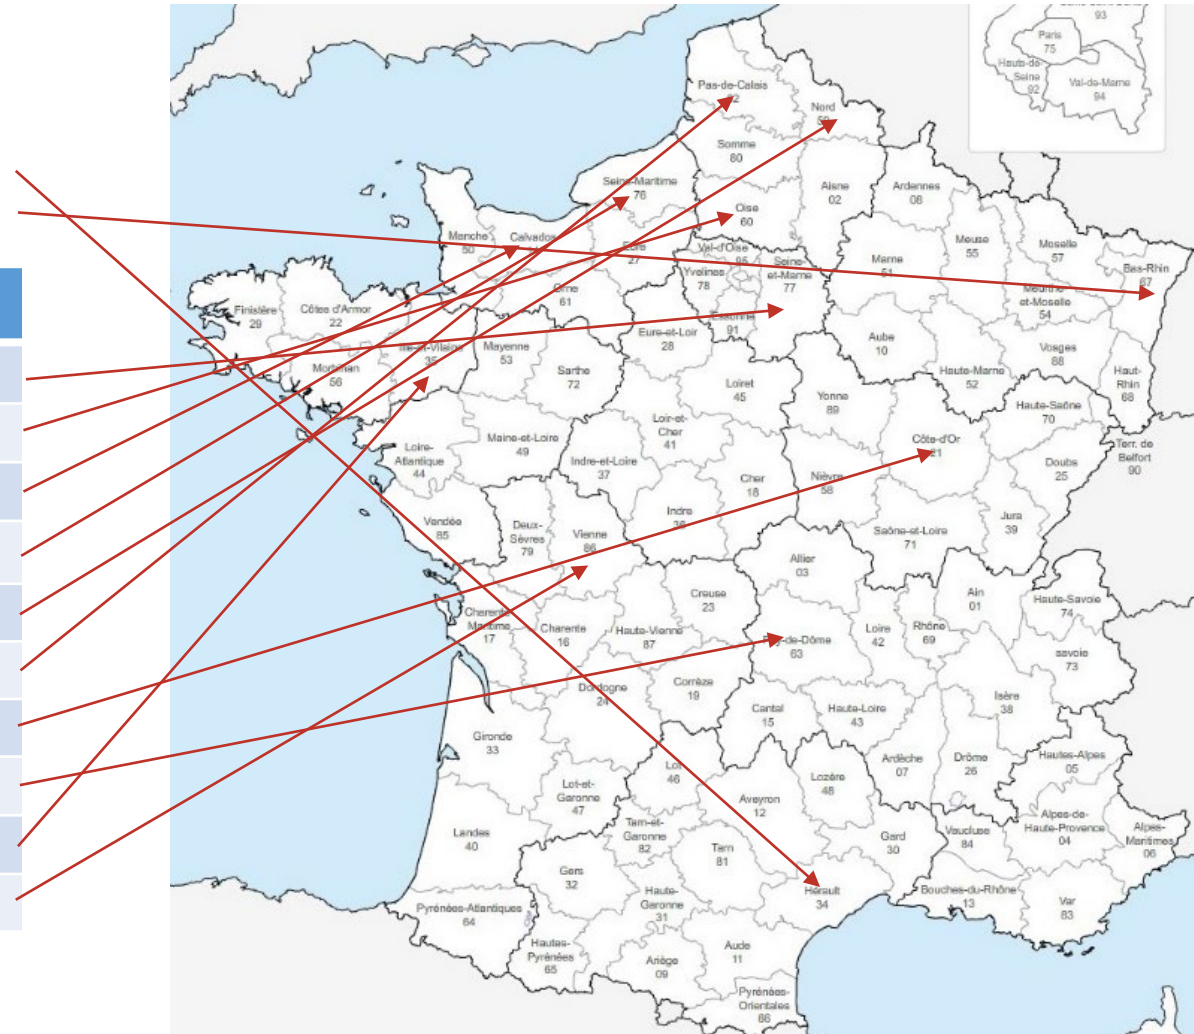 93
Paris
75
Hauts-de-
Seine
92
Val-de-Marne
94
Pas-de-Calais
Nord
59
Somme
80
Seine-Maritime
76
Oise
60
Aisne
02
Ardennes
08
Manche
50
Calvados
Eure
27
Val-d'Oise
95
Yvelines
78
Seine-
et-Marne
77
Essonne
91
Marne
51
Meuse
55
Moselle
57
Bas-Rhin
67
Meurthe-
et-Moselle
54
Orne
61
Finistère
29
Côtes d'Armor
22
Morbihan
56
Ille-et-Vilaine
35
Mayenne
53
Sarthe
72
Eure-et-Loir
28
Aube
10
Haute-Marne
52
Vosges
88
Haut-
Rhin
68
Loiret
45
Yonne
89
Haute-Saône
70
Terr. de
Belfort
90
Loire-
Atlantique
44
Maine-et-Loire
49
Indre-et-Loire
37
Loir-et-
Cher
41
Cher
18
Nièvre
58
Côte-d'Or
21
Doubs
25
Jura
39
Vendée
85
Deux-
Sèvres
79
Vienne
86
Indre
36
Saône-et-Loire
71
Allier
03
Creuse
23
Charente
Maritime
17
Charente
16
Haute-Vienne
87
Puy-de-Dôme
63
Loire
42
Rhône
69
Ain
01
Haute-Savoie
74
savoie
73
Dordogne
24
Corrèze
19
Cantal
15
Haute-Loire
43
Isère
38
Gironde
33
Lot-et-
Garonne
47
Lot
46
Aveyron
12
Lozère
48
Ardèche
07
Drôme
26
Hautes-Alpes
05
Landes
40
Tarn-et-
Garonne
82
Tarn
81
Gard
30
Vaucluse
84
Alpes-de-
Haute-Provence
04
Alpes-
Maritimes
06
Gers
32
Haute-
Garonne
31
Hérault
34
Bouches-du-Rhône
13
Var
83
Pyrénées-Atlantiques
64
Hautes-
Pyrénées
65
Ariège
09
Aude
11
Pyrénées-
Orientales
66